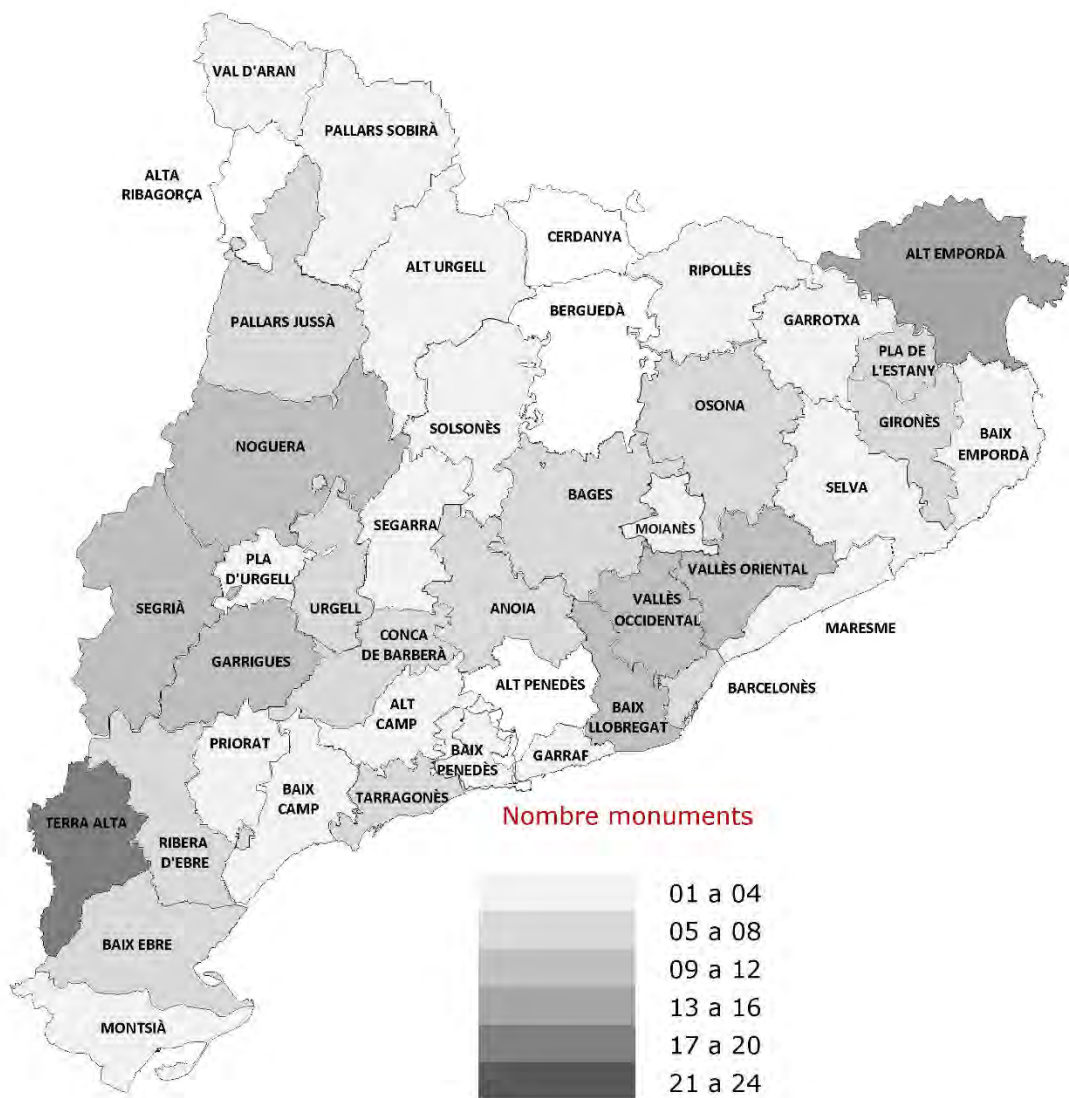 VAL D'ARAN
PALLARS SOBIRÀ
ALTA
RIBAGORÇA
CERDANYA
ALT URGELL
RIPOLLÈS
ALT EMPORDÀ
BERGUEDÀ
GARROTXA
PALLARS JUSSÀ
PLA DE
L'ESTANY
OSONA
GIRONÈS
SOLSONÈS
BAIX
EMPORDÀ
NOGUERA
SELVA
BAGES
SEGARRA
MOIANÈS
PLA
D'URGELL
VALLÈS ORIENTAL
SEGRIÀ
URGELL
ANOIA
VALLÈS
OCCIDENTAL
MARESME
CONCA
DE BARBERÀ
GARRIGUES
ALT PENEDÈS
BARCELONÈS
ALT
CAMP
BAIX
LLOBREGAT
PRIORAT
BAIX
PENEDÈS
GARRAF
BAIX
CAMP
TARRAGONÈS
TERRA ALTA
RIBERA
D'EBRE
BAIX EBRE
MONTSIÀ
Nombre monuments
01 a 04
05 a 08
09 a 12
13 a 16
17 a 20
21 a 24